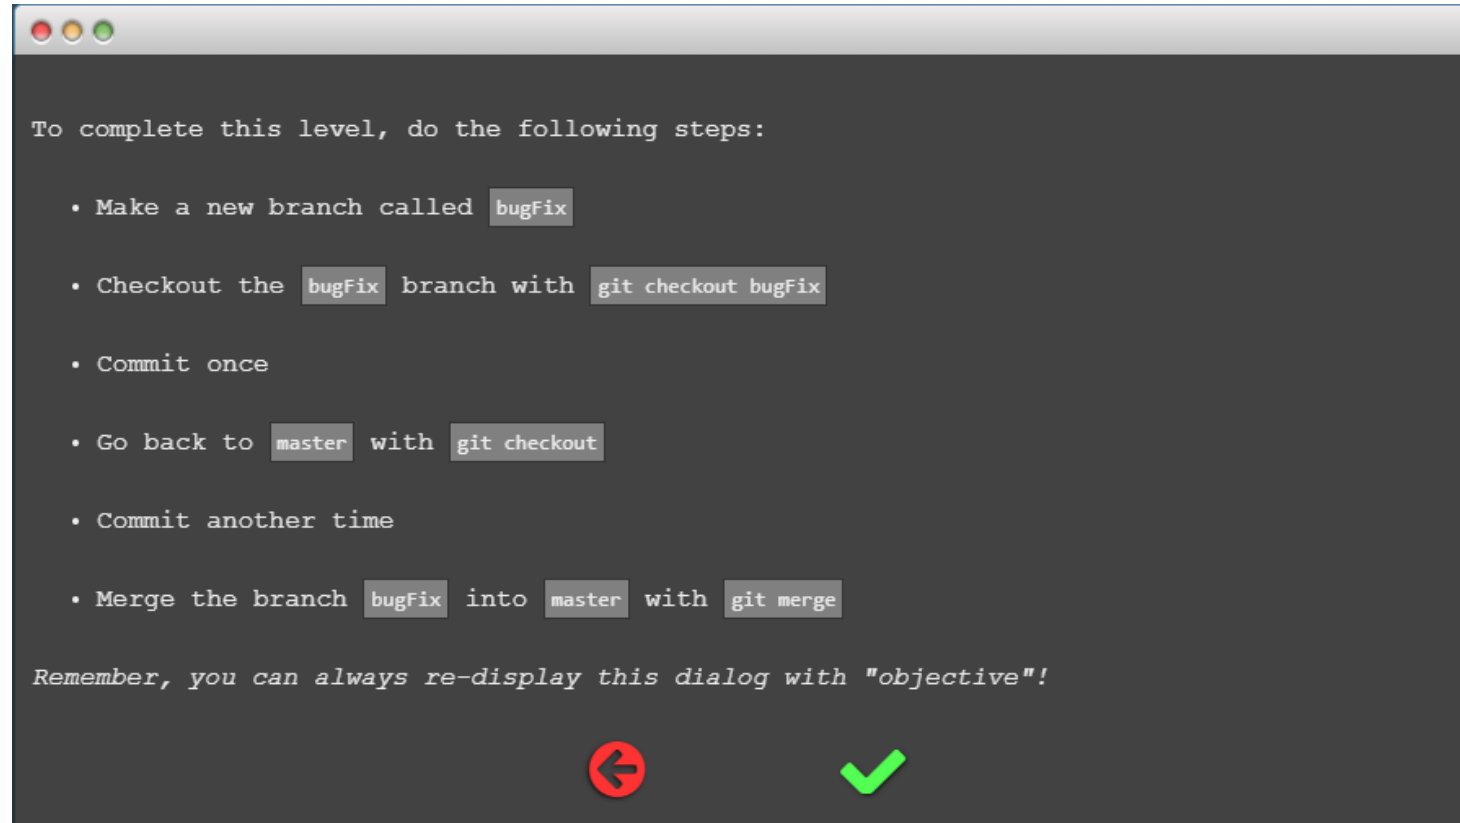 To complete this level, do the following steps:
• Make a new branch called bugFix
• Checkout the bugFix branch with git checkout bugFix
• Commit once
• Go back to master with git checkout
• Commit another time
• Merge the branch bugFix into master with git merge
Remember, you can always re-display this dialog with "objective"!